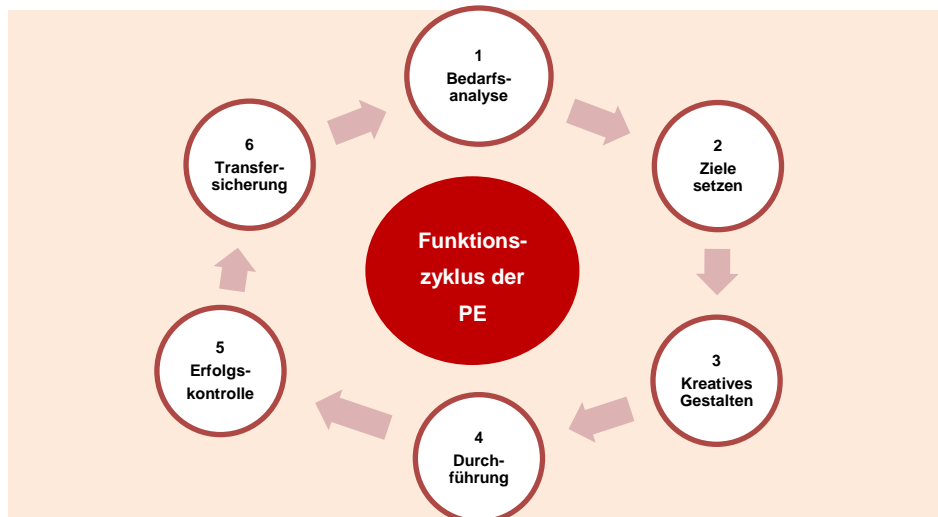 1
Bedarfs-
analyse
2
Ziele
setzen
3
Kreatives
Gestalten
4
Durch-
führung
5
Erfolgs-
kontrolle
6
Transfer-
sicherung
Funktions-
zyklus der
PE